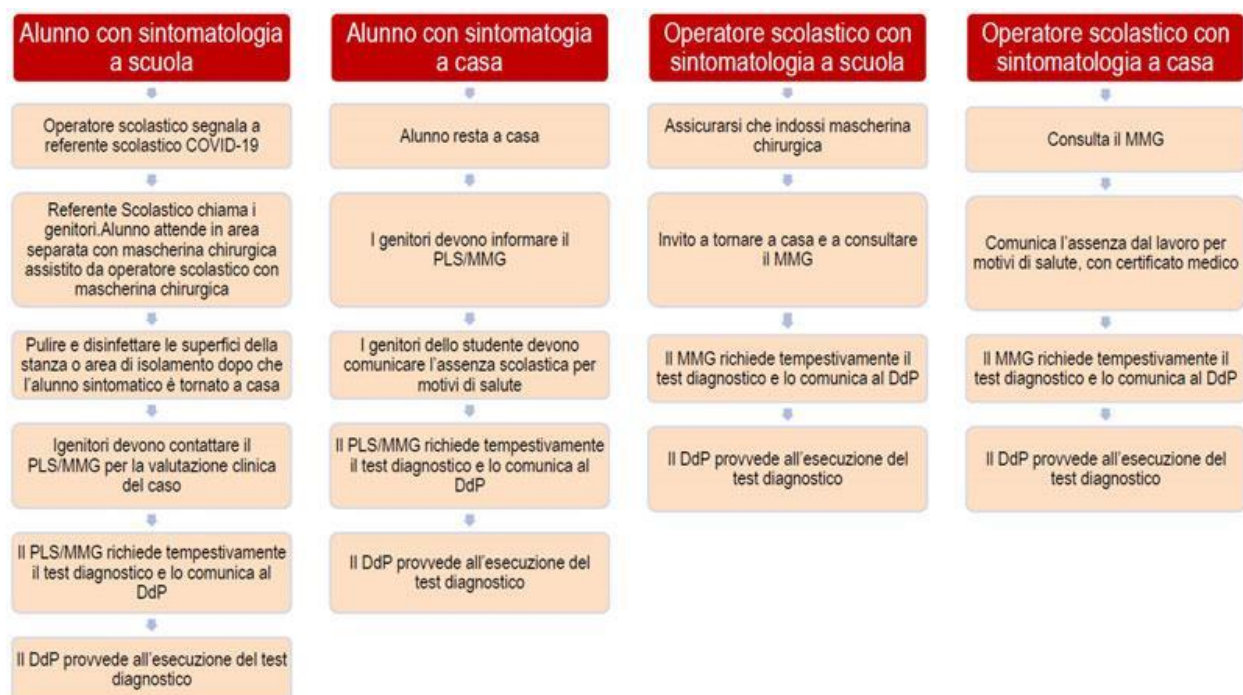 Alunno con sintomatologia
a scuola
Operatore scolastico segnala a
referente scolastico COVID-19
Referente Scolastico chiama i
genitori.Alunno attende in area
separata con mascherina chirurgica
assistito da operatore scolastico con
mascherina chirurgica
Pulire e disinfettare le superfici della
stanza o area di isolamento dopo che
l'alunno sintomatico è tornato a casa
Igenitori devono contattare il
PLS/MMG per la valutazione clinica
del caso
Il PLS/MMG richiede tempestivamente
il test diagnostico e lo comunica al
DdP
Il DdP provvede all'esecuzione del test
diagnostico
Alunno con sintomatogia
a casa
Alunno resta a casa
I genitori devono informare il
PLS/MMG
I genitori dello studente devono
comunicare l'assenza scolastica per
motivi di salute
Il PLS/MMG richiede tempestivamente
il test diagnostico e lo comunica al
DdP
Il DdP provvede all'esecuzione del
test diagnostico
Operatore scolastico con
sintomatologia a scuola
Assicurarsi che indossi mascherina
chirurgica
Invito a tornare a casa e a consultare
il MMG
Il MMG richiede tempestivamente il
test diagnostico e lo comunica al DdP
Il DdP provvede all'esecuzione del
test diagnostico
Operatore scolastico con
sintomatologia a casa
Consulta il MMG
Comunica l'assenza dal lavoro per
motivi di salute, con certificato medico
Il MMG richiede tempestivamente il
test diagnostico e lo comunica al DdP
Il DdP provvede all'esecuzione del
test diagnostico